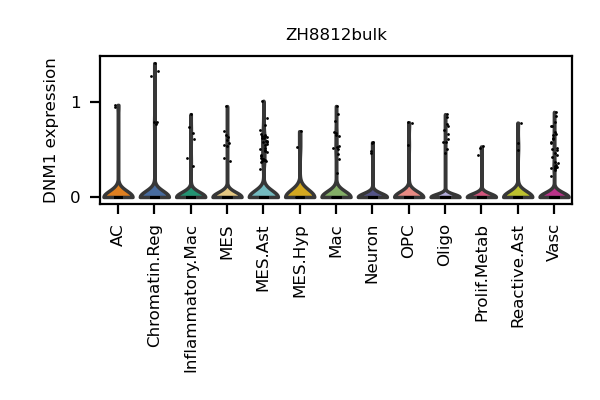 ZH8812bulk
DNM1 expression
1
0
AC
Chromatin.Reg
Inflammatory.Mac
MES
MES.Ast
MES.Hyp
Mac
Neuron
OPC
Oligo
Prolif.Metab
Reactive.Ast
Vasc